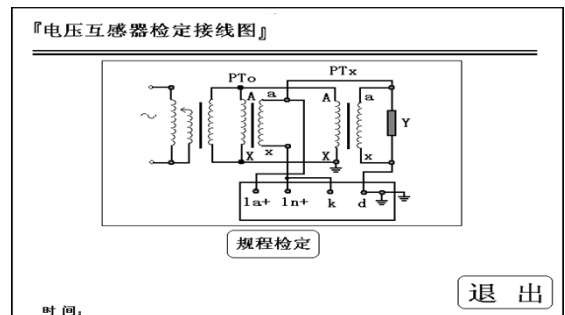 『电压互感器检定接线图』
PTo PTx
A a A a
～
Y
X x X x
1a+ 1n+ k d
规程检定
退 出
时 间: